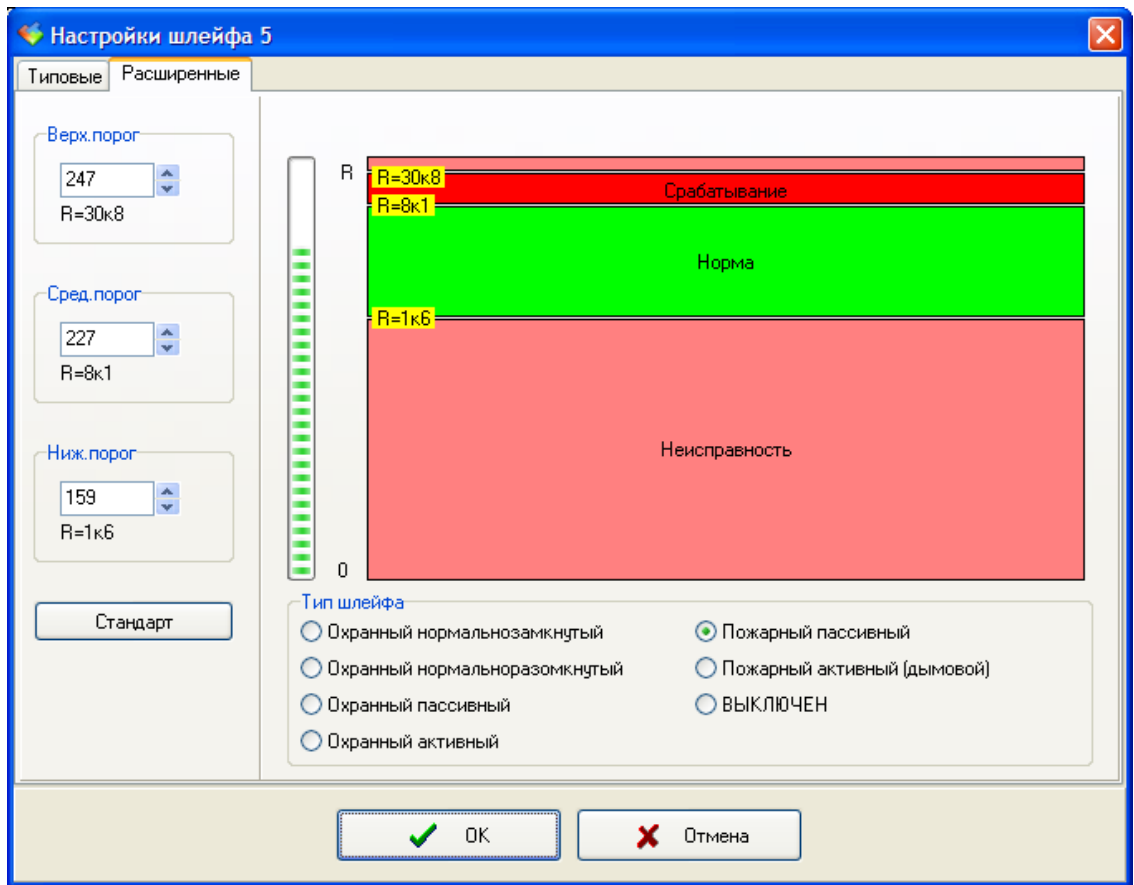 Настройки шлейфа 5
Типовые Расширенные
Верх.порог
247
R=30к8
Сред.порог
227
R=8к1
Ниж.порог
159
R=1к6
Стандарт
R
R=30к8
Срабатывание
R=8к1
Норма
R=1к6
Неисправность
0
Тип шлейфа
Охранный нормальнозамкнутый
Охранный нормальноразомкнутый
Охранный пассивный
Охранный активный
Пожарный пассивный
Пожарный активный (дымовой)
ВЫКЛЮЧЕН
OK
Отмена